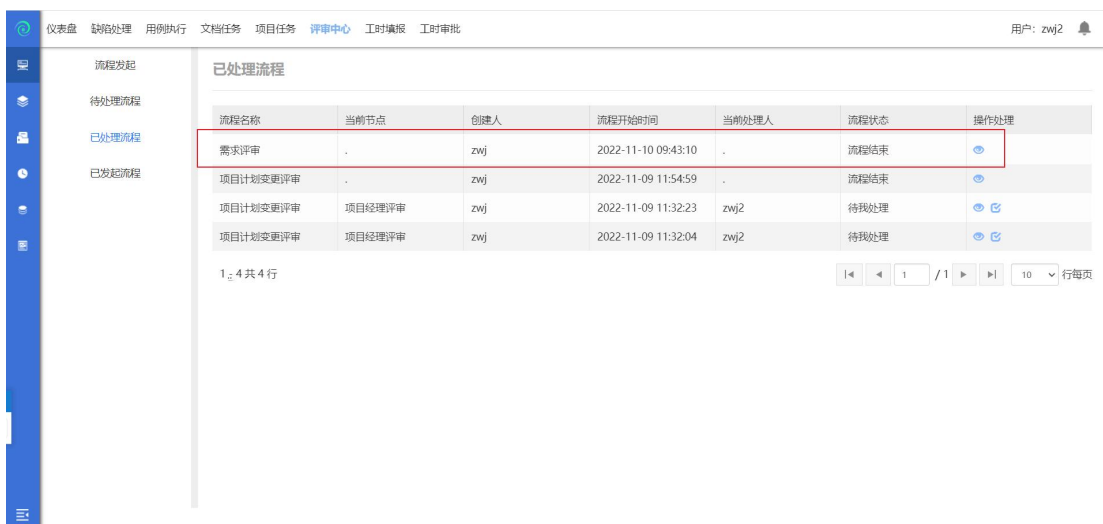 仪表盘 缺陷处理 用例执行 文档任务 项目任务 评审中心 工时填报 工时审批 用户: zwj2
流程发起
待处理流程
已处理流程
已发起流程
已处理流程
流程名称 当前节点 创建人 流程开始时间 当前处理人 流程状态 操作处理
需求评审 . zwj 2022-11-10 09:43:10 . 流程结束
项目计划变更评审 . zwj 2022-11-09 11:54:59 . 流程结束
项目计划变更评审 项目经理评审 zwj 2022-11-09 11:32:23 zwj2 待我处理
项目计划变更评审 项目经理评审 zwj 2022-11-09 11:32:04 zwj2 待我处理
1 - 4 共 4 行 1 / 1 10 行每页